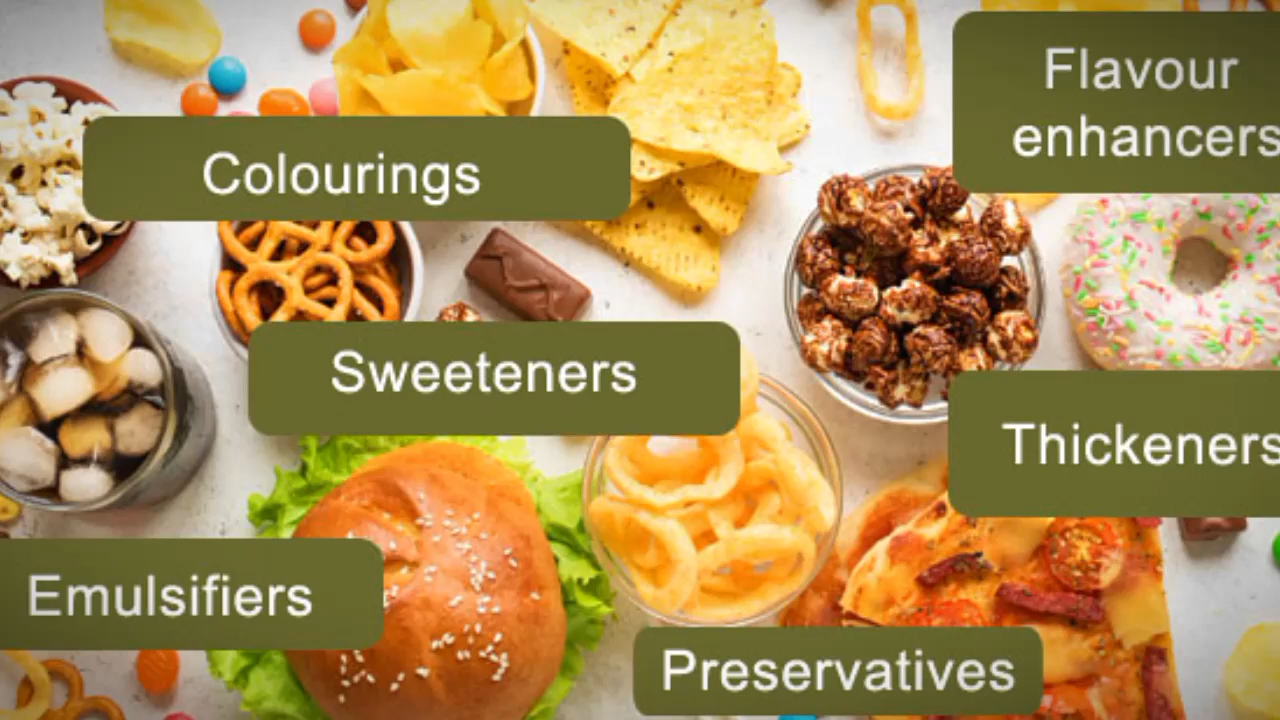 Flavour
enhancers
Colourings
Sweeteners
Thickeners
Emulsifiers
Preservatives